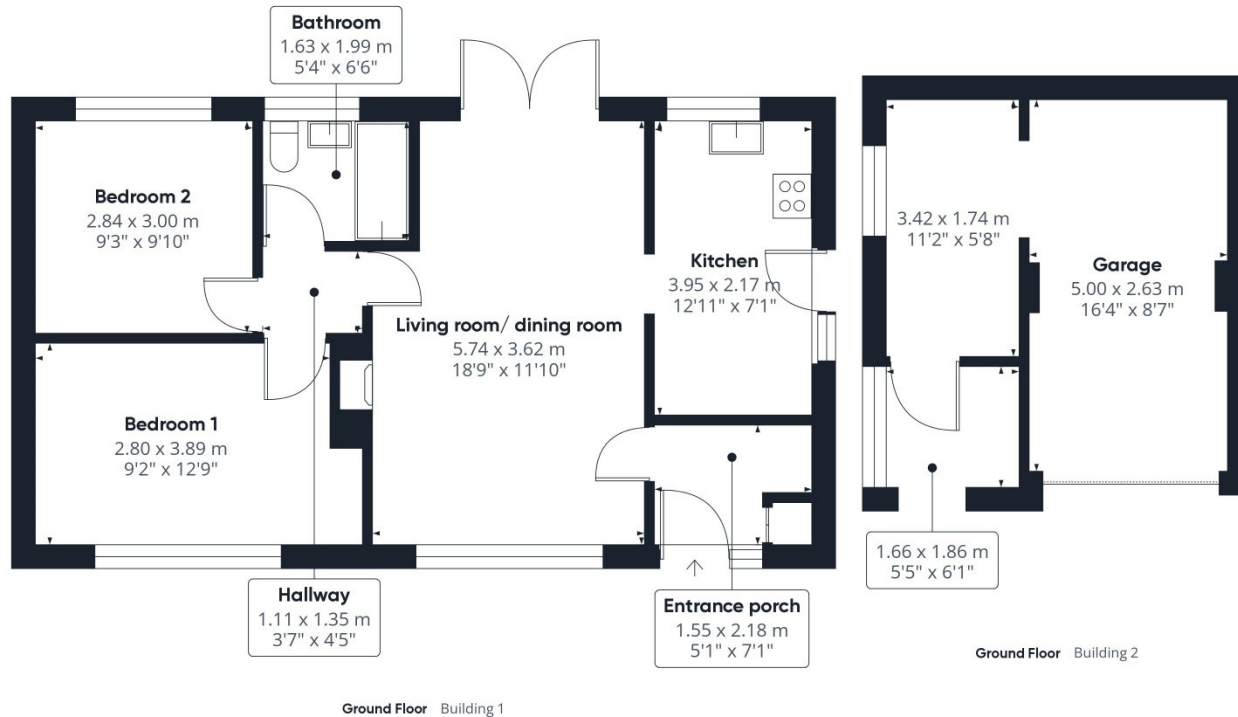 Bathroom
1.63 x 1.99 m
5'4" x 6'6"
Bedroom 2
2.84 x 3.00 m
9'3" x 9'10"
Kitchen
3.95 x 2.17 m
12'11" x 7'1"
Living room/ dining room
5.74 x 3.62 m
18'9" x 11'10"
Bedroom 1
2.80 x 3.89 m
9'2" x 12'9"
Hallway
1.11 x 1.35 m
3'7" x 4'5"
Entrance porch
1.55 x 2.18 m
5'1" x 7'1"
Ground Floor Building 1
3.42 x 1.74 m
11'2" x 5'8"
Garage
5.00 x 2.63 m
16'4" x 8'7"
1.66 x 1.86 m
5'5" x 6'1"
Ground Floor Building 2